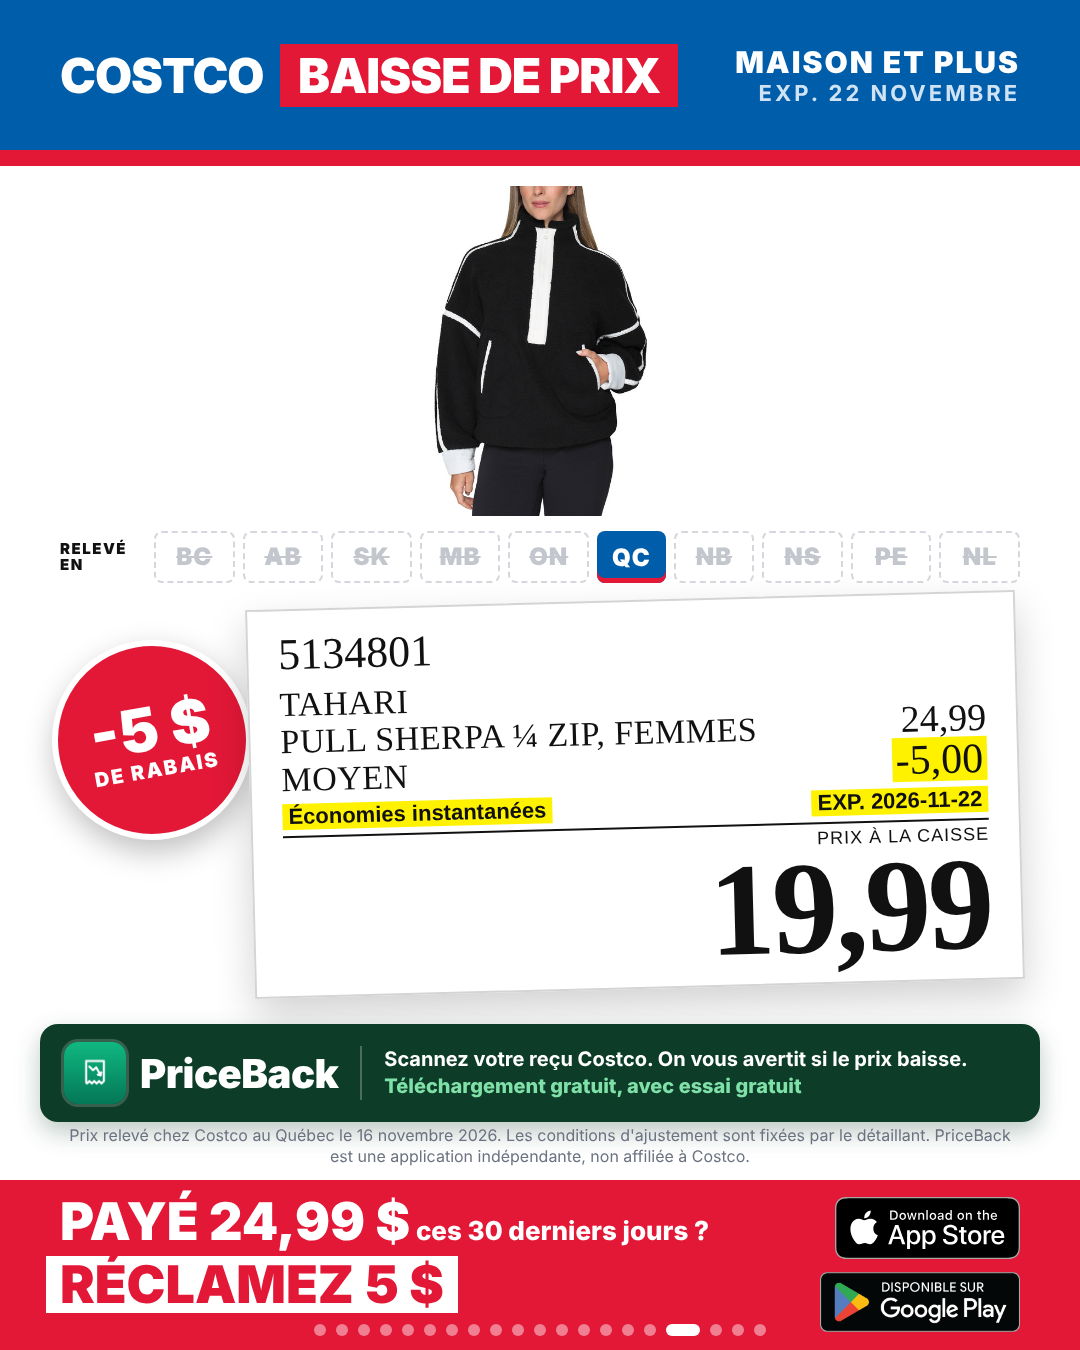 COSTCO BAISSE DE PRIX
MAISON ET PLUS
EXP. 22 NOVEMBRE
RELEVÉ EN
BC AB SK MB ON QC NB NS PE NL
-5 $
DE RABAIS
5134801
TAHARI
PULL SHERPA ¼ ZIP, FEMMES
MOYEN
24,99
-5,00
Économies instantanées
EXP. 2026-11-22
PRIX À LA CAISSE
19,99
PriceBack
Scannez votre reçu Costco. On vous avertit si le prix baisse.
Téléchargement gratuit, avec essai gratuit
Prix relevé chez Costco au Québec le 16 novembre 2026. Les conditions d'ajustement sont fixées par le détaillant. PriceBack
est une application indépendante, non affiliée à Costco.
PAYÉ 24,99 $ ces 30 derniers jours ?
RÉCLAMEZ 5 $
Download on the
App Store
DISPONIBLE SUR
Google Play